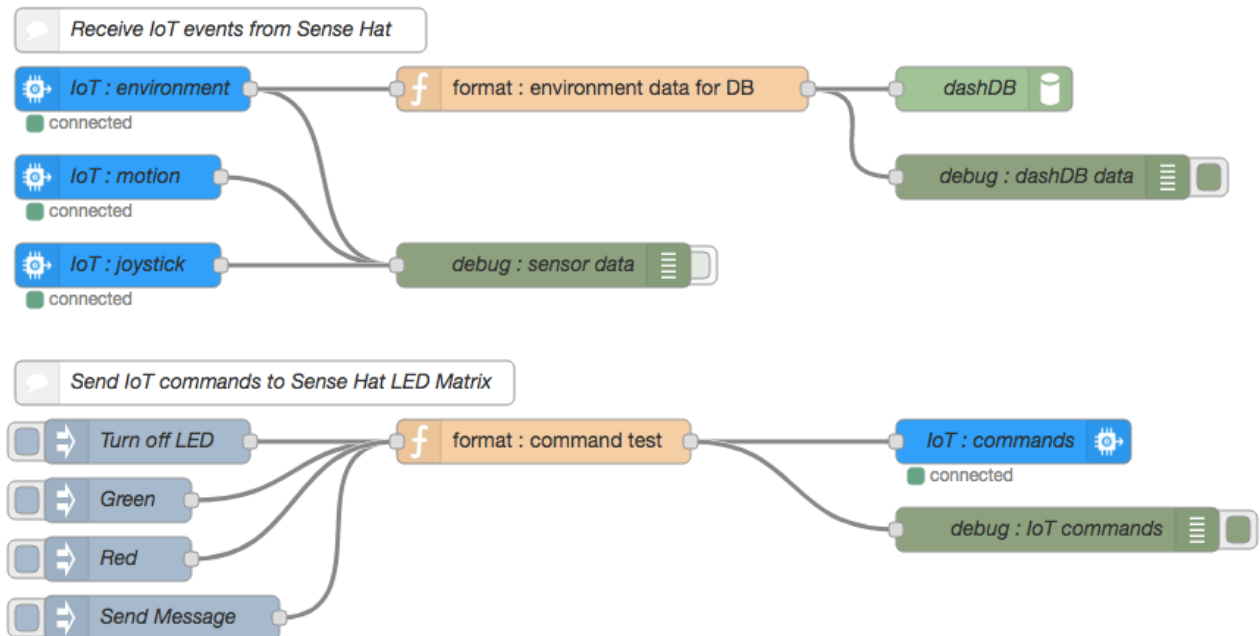 Receive IoT events from Sense Hat
IoT : environment
format : environment data for DB
dashDB
connected
IoT : motion
debug : dashDB data
connected
IoT : joystick
debug : sensor data
connected
Send IoT commands to Sense Hat LED Matrix
Turn off LED
format : command test
IoT : commands
connected
Green
debug : IoT commands
Red
Send Message